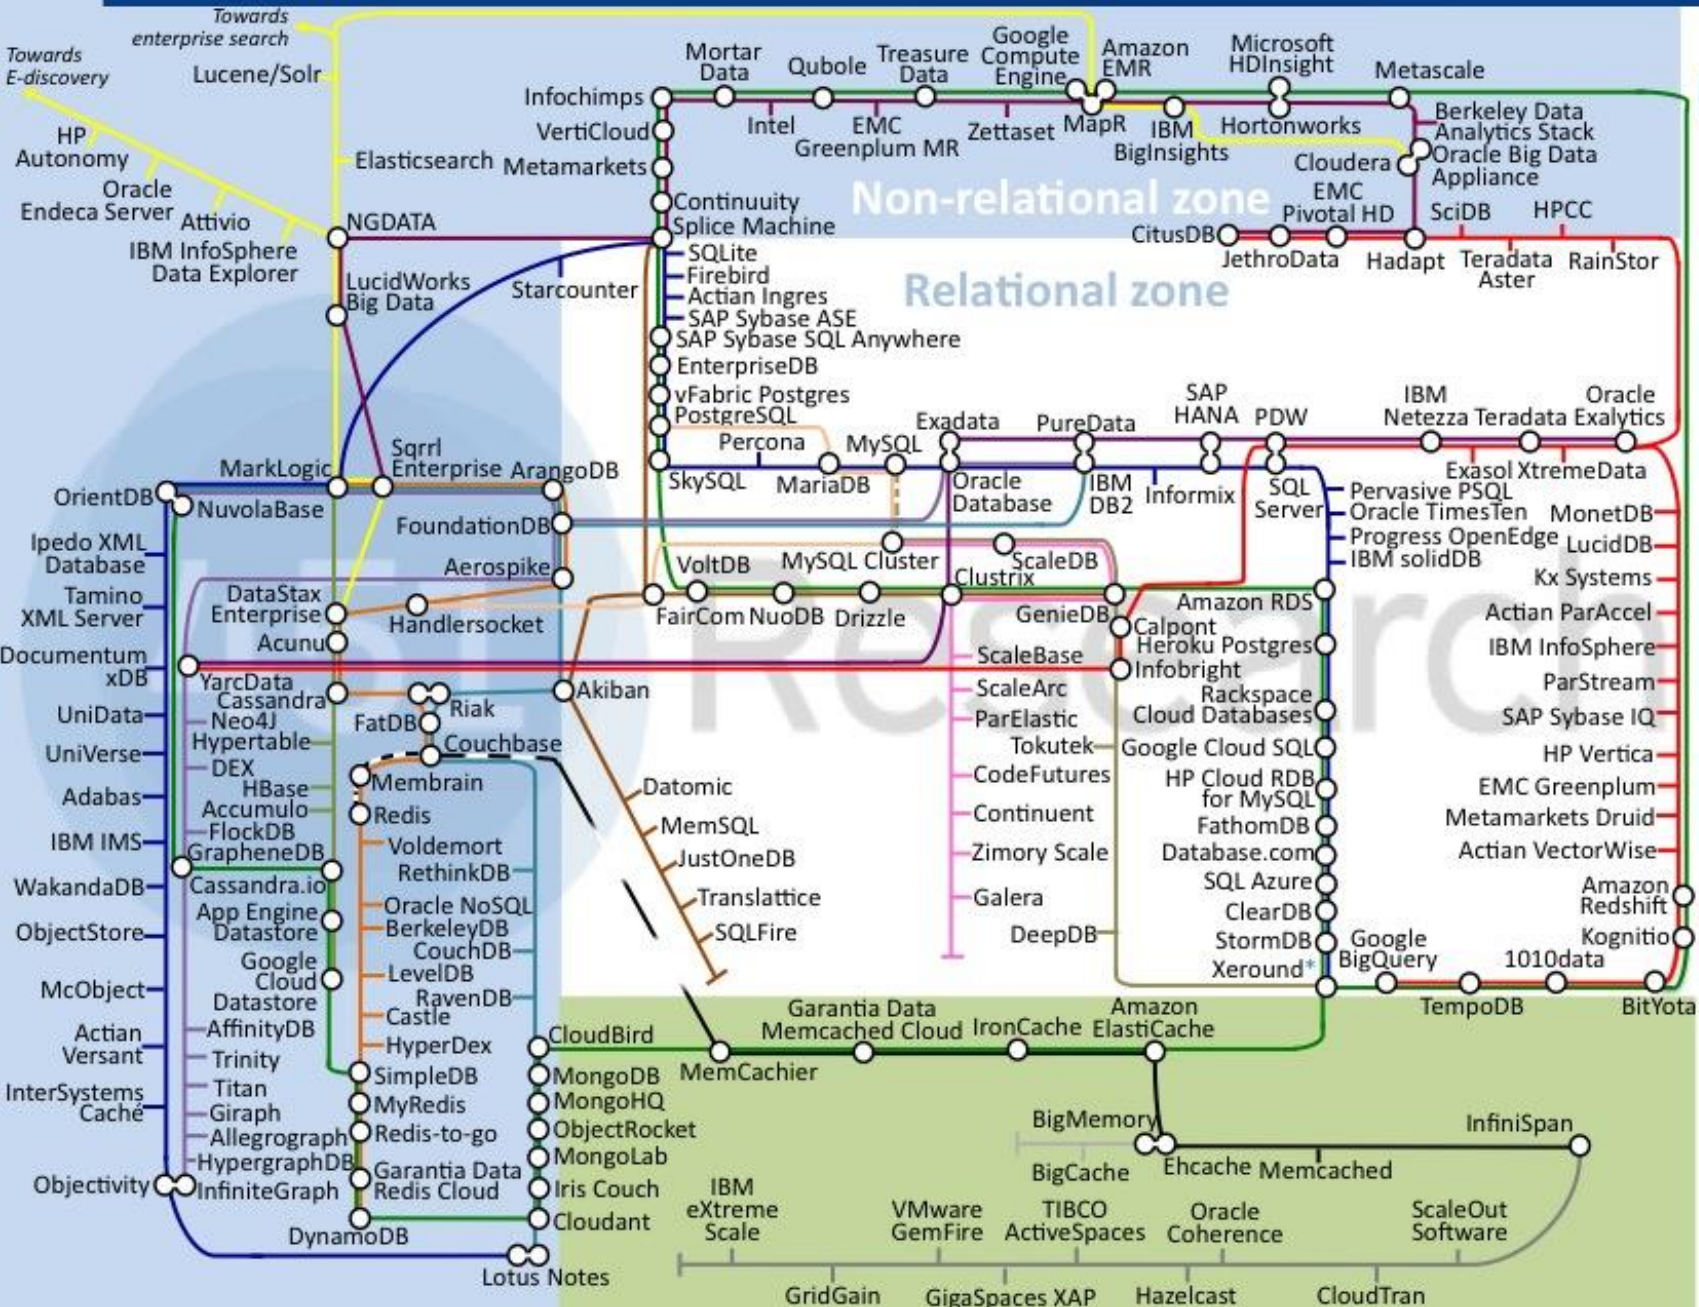 Towards
enterprise search
Towards
E-discovery
Lucene/Solr
HP
Autonomy
Oracle
Endeca Server
Attivio
IBM InfoSphere
Data Explorer
Elasticsearch
NGDATA
LucidWorks
Big Data
Mortar
Data
Qubole
Treasure
Data
Google
Compute
Engine
Amazon
EMR
Microsoft
HDInsight
Metascale
Infochimps
VertiCloud
Metamarkets
Continuuity
Splice Machine
Intel
EMC
Greenplum MR
Zettaset
MapR
IBM
BigInsights
Hortonworks
Cloudera
Berkeley Data
Analytics Stack
Oracle Big Data
Appliance
Non-relational zone
EMC
Pivotal HD
SciDB
HPCC
CitusDB
JethroData
Hadapt
Teradata
Aster
RainStor
Relational zone
Starcounter
SQLite
Firebird
Actian Ingres
SAP Sybase ASE
SAP Sybase SQL Anywhere
EnterpriseDB
vFabric Postgres
PostgreSQL
Percona
MySQL
Exadata
PureData
SAP
HANA
PDW
IBM
Netezza
Teradata
Oracle
Exalytics
SkySQL
MariaDB
Oracle
Database
IBM
DB2
Informix
SQL
Server
Exasol
XtremeData
MarkLogic
Sqrrl
Enterprise
ArangoDB
OrientDB
NuvolaBase
FoundationDB
Ipedo XML
Database
Aerospike
Tamino
XML Server
DataStax
Enterprise
Acunu
Handlersocket
VoltDB
MySQL Cluster
ScaleDB
Clustrix
FairCom
NuoDB
Drizzle
GenieDB
Pervasive PSQL
Oracle TimesTen
Progress OpenEdge
IBM solidDB
MonetDB
LucidDB
Kx Systems
Actian ParAccel
IBM InfoSphere
ParStream
SAP Sybase IQ
HP Vertica
EMC Greenplum
Metamarkets Druid
Actian VectorWise
Amazon
Redshift
Kognitio
Amazon RDS
Calpont
Heroku Postgres
Infobright
Rackspace
Cloud Databases
Google Cloud SQL
HP Cloud RDB
for MySQL
FathomDB
Database.com
SQL Azure
ClearDB
StormDB
Xeround*
Google
BigQuery
TempoDB
1010data
BitYota
ScaleBase
ScaleArc
ParElastic
Tokutek
CodeFutures
Continuent
Zimory Scale
Galera
DeepDB
Research
Documentum
xDB
YarcData
Cassandra
Akiban
Riak
FatDB
Couchbase
UniData
UniVerse
Adabas
IBM IMS
WakandaDB
ObjectStore
McObject
Actian
Versant
InterSystems
Caché
Objectivity
Neo4J
Hypertable
DEX
HBase
Accumulo
FlockDB
GrapheneDB
Cassandra.io
App Engine
Datastore
Google
Cloud
Datastore
AffinityDB
Trinity
Titan
Giraph
Allegrograph
HypergraphDB
InfiniteGraph
Membrain
Redis
Voldemort
RethinkDB
Oracle NoSQL
BerkeleyDB
CouchDB
LevelDB
RavenDB
Castle
HyperDex
SimpleDB
MyRedis
Redis-to-go
Garantia Data
Redis Cloud
DynamoDB
Datomic
MemSQL
JustOneDB
Translattice
SQLFire
CloudBird
MongoDB
MongoHQ
ObjectRocket
MongoLab
Iris Couch
Cloudant
Lotus Notes
MemCachier
Garantia Data
Memcached Cloud
IronCache
Amazon
ElastiCache
BigMemory
BigCache
Ehcache
Memcached
InfiniSpan
IBM
eXtreme
Scale
VMware
GemFire
TIBCO
ActiveSpaces
Oracle
Coherence
ScaleOut
Software
GridGain
GigaSpaces XAP
Hazelcast
CloudTran